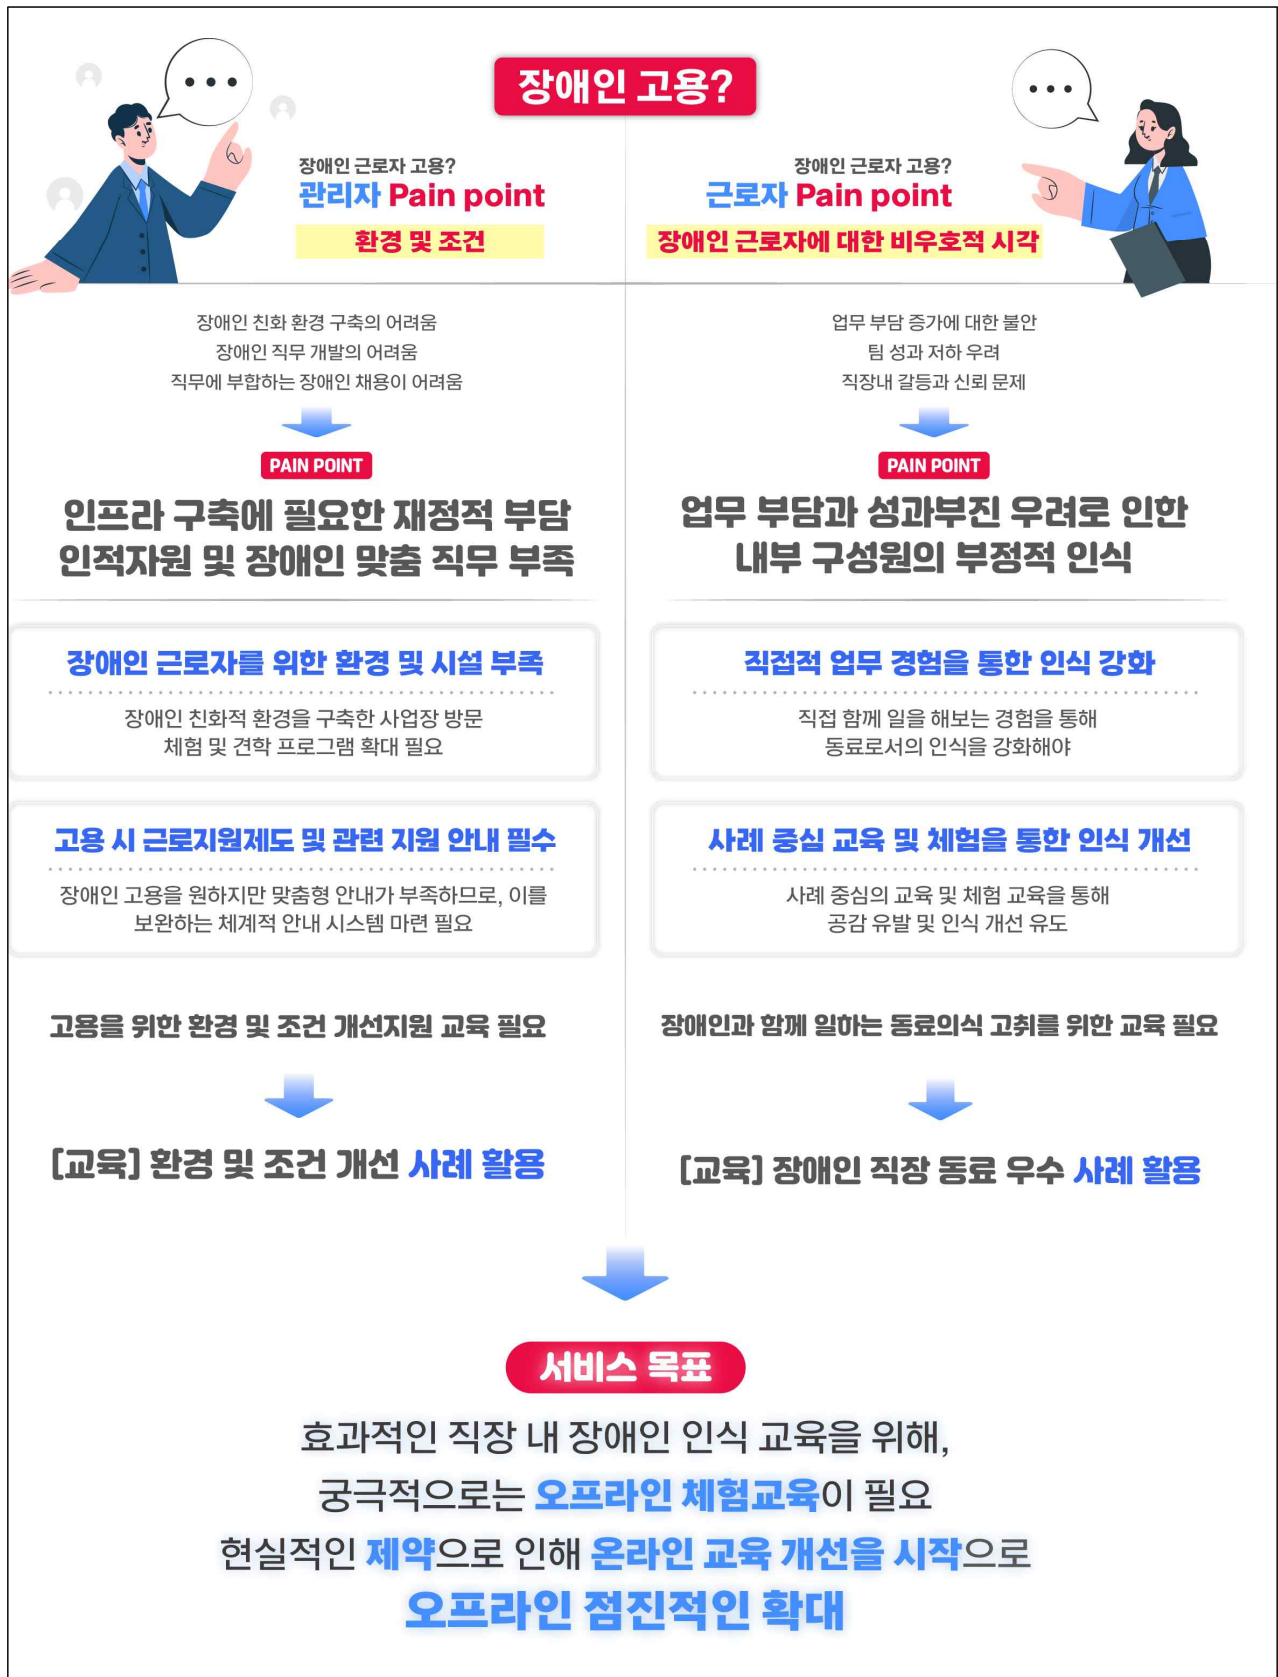 장애인 고용?
장애인 근로자 고용?
관리자 Pain point
환경 및 조건
장애인 친화 환경 구축의 어려움
장애인 직무 개발의 어려움
직무에 부합하는 장애인 채용이 어려움
PAIN POINT
인프라 구축에 필요한 재정적 부담
인적자원 및 장애인 맞춤 직무 부족
장애인 근로자를 위한 환경 및 시설 부족
장애인 친화적 환경을 구축한 사업장 방문
체험 및 견학 프로그램 확대 필요
고용 시 근로지원제도 및 관련 지원 안내 필수
장애인 고용을 원하지만 맞춤형 안내가 부족하므로, 이를
보완하는 체계적 안내 시스템 마련 필요
고용을 위한 환경 및 조건 개선지원 교육 필요
[교육] 환경 및 조건 개선 사례 활용
장애인 근로자 고용?
근로자 Pain point
장애인 근로자에 대한 비우호적 시각
업무 부담 증가에 대한 불안
팀 성과 저하 우려
직장내 갈등과 신뢰 문제
PAIN POINT
업무 부담과 성과부진 우려로 인한
내부 구성원의 부정적 인식
직접적 업무 경험을 통한 인식 강화
직접 함께 일을 해보는 경험을 통해
동료로서의 인식을 강화해야
사례 중심 교육 및 체험을 통한 인식 개선
사례 중심의 교육 및 체험 교육을 통해
공감 유발 및 인식 개선 유도
장애인과 함께 일하는 동료의식 고취를 위한 교육 필요
[교육] 장애인 직장 동료 우수 사례 활용
서비스 목표
효과적인 직장 내 장애인 인식 교육을 위해,
궁극적으로는 오프라인 체험교육이 필요
현실적인 제약으로 인해 온라인 교육 개선을 시작으로
오프라인 점진적인 확대